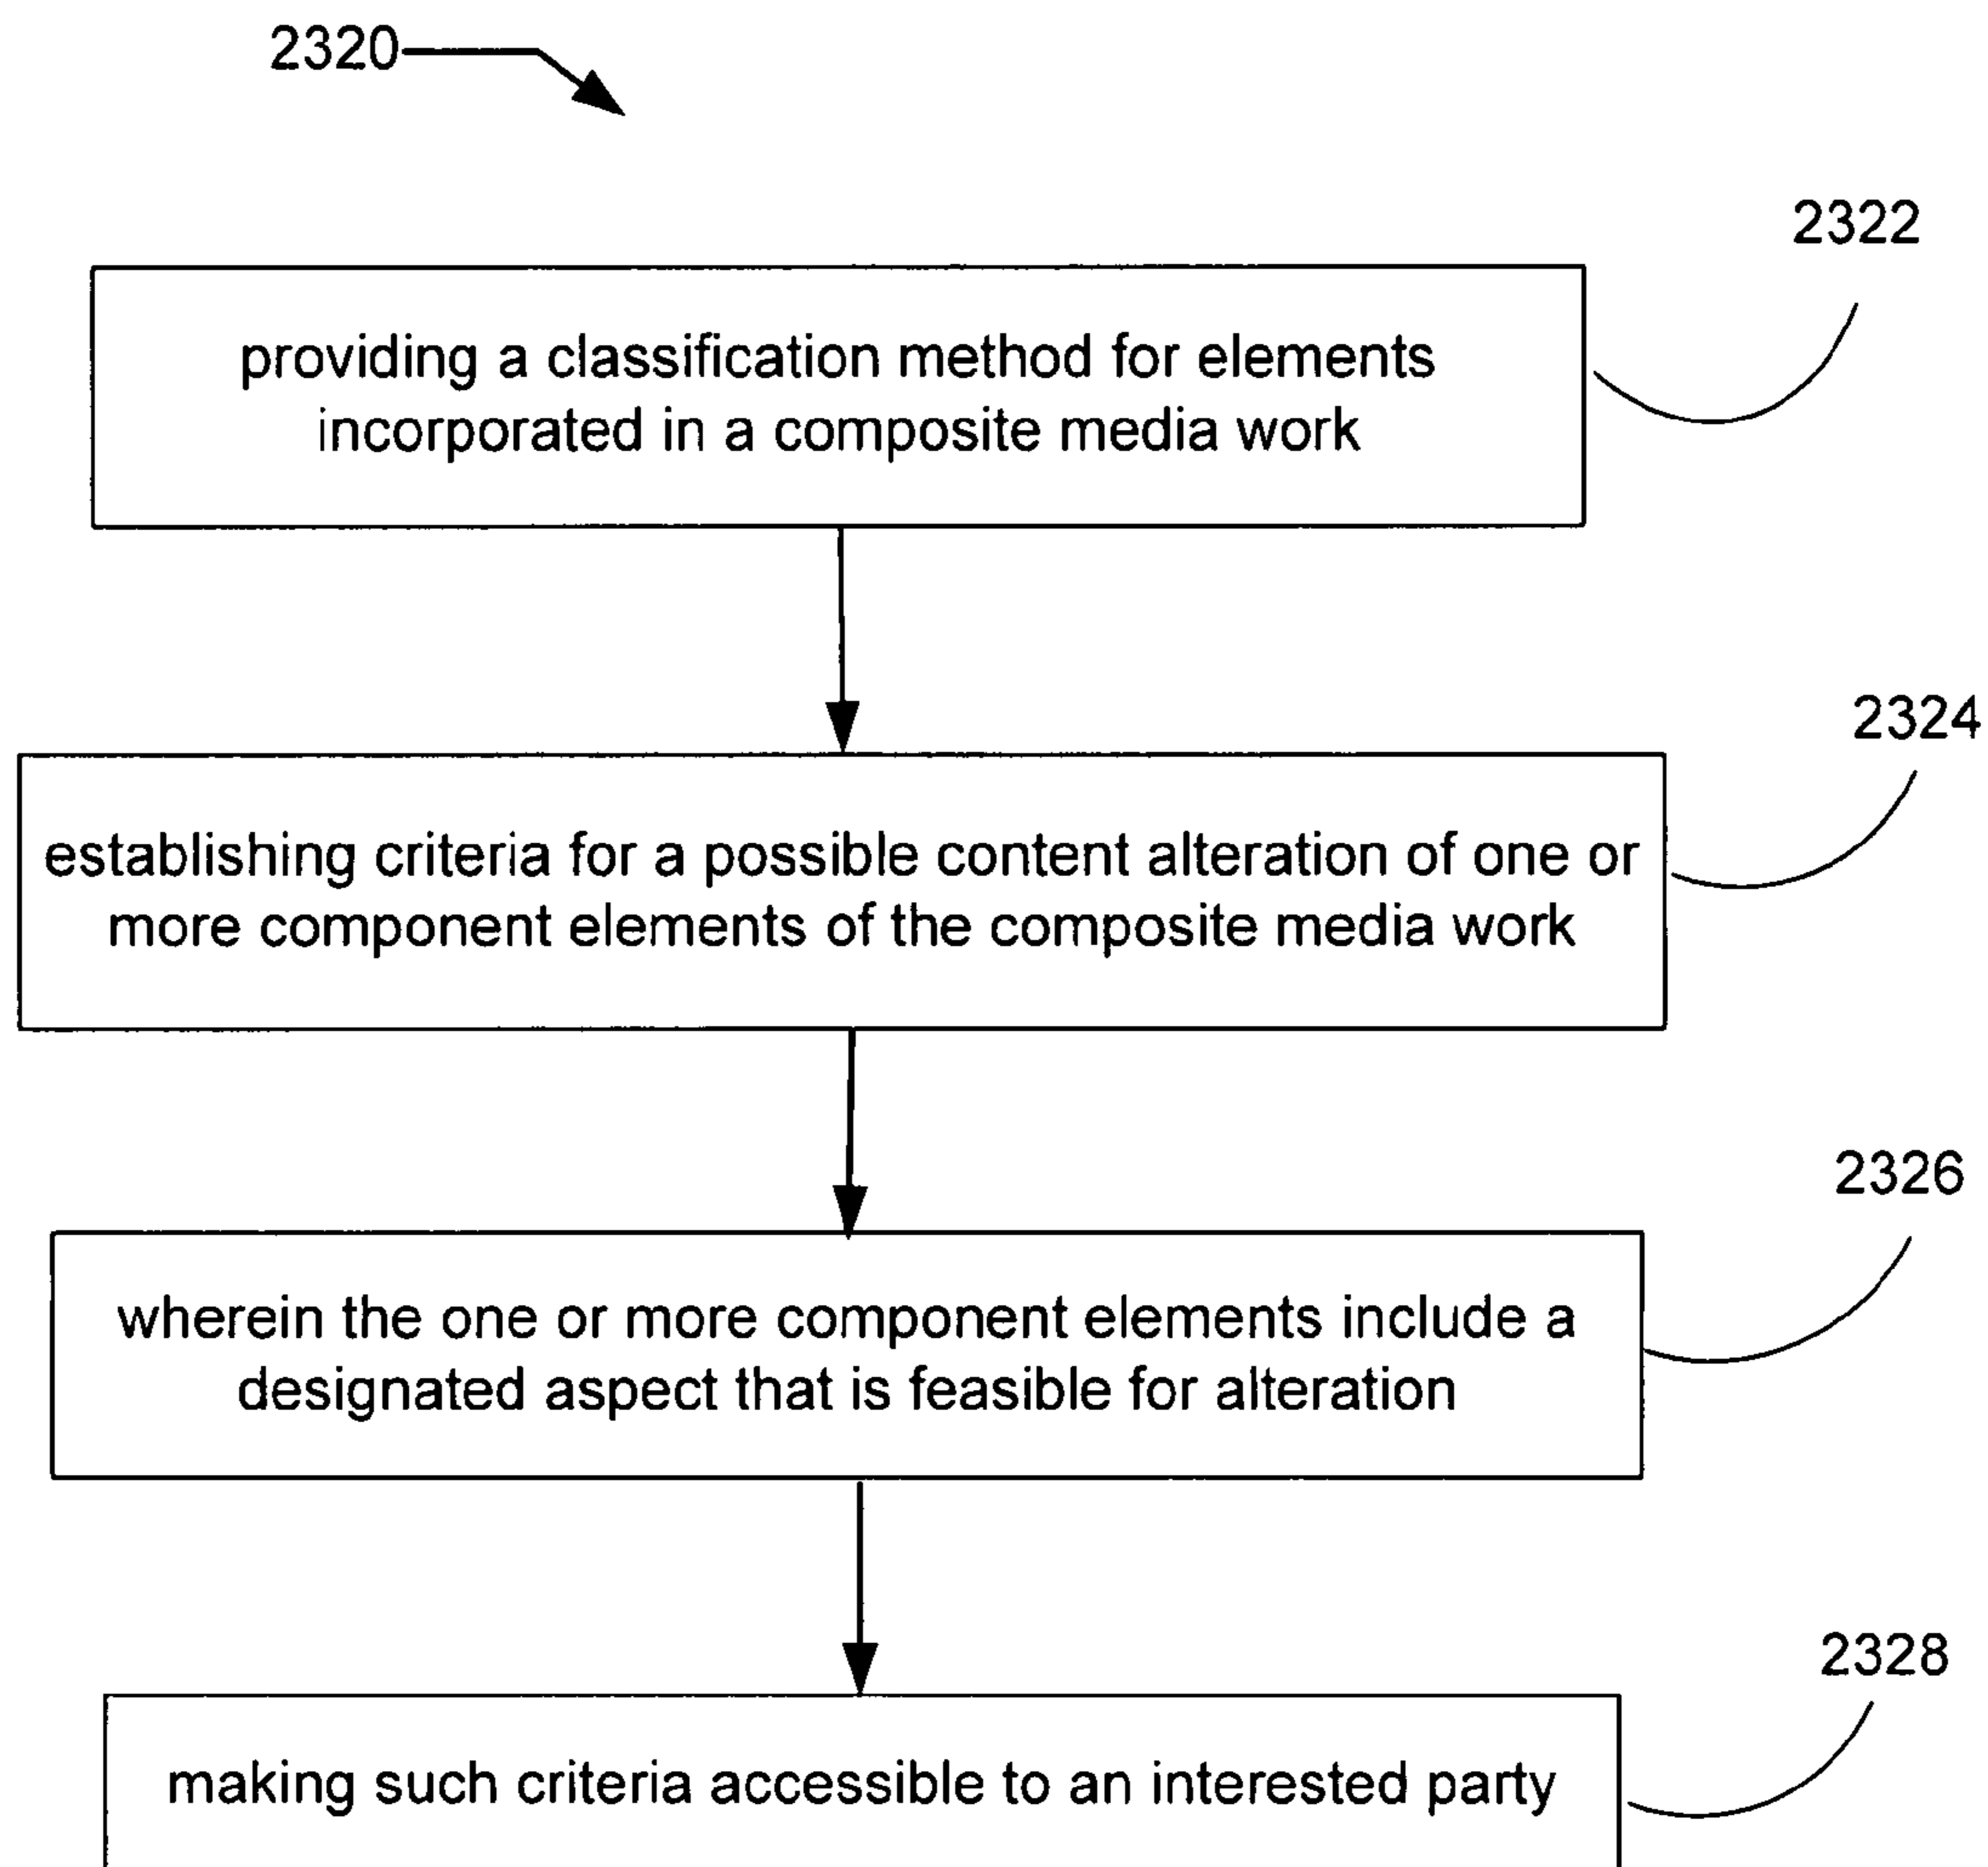 2320
2322
providing a classification method for elements
incorporated in a composite media work
2324
establishing criteria for a possible content alteration of one or
more component elements of the composite media work
2326
wherein the one or more component elements include a
designated aspect that is feasible for alteration
2328
making such criteria accessible to an interested party